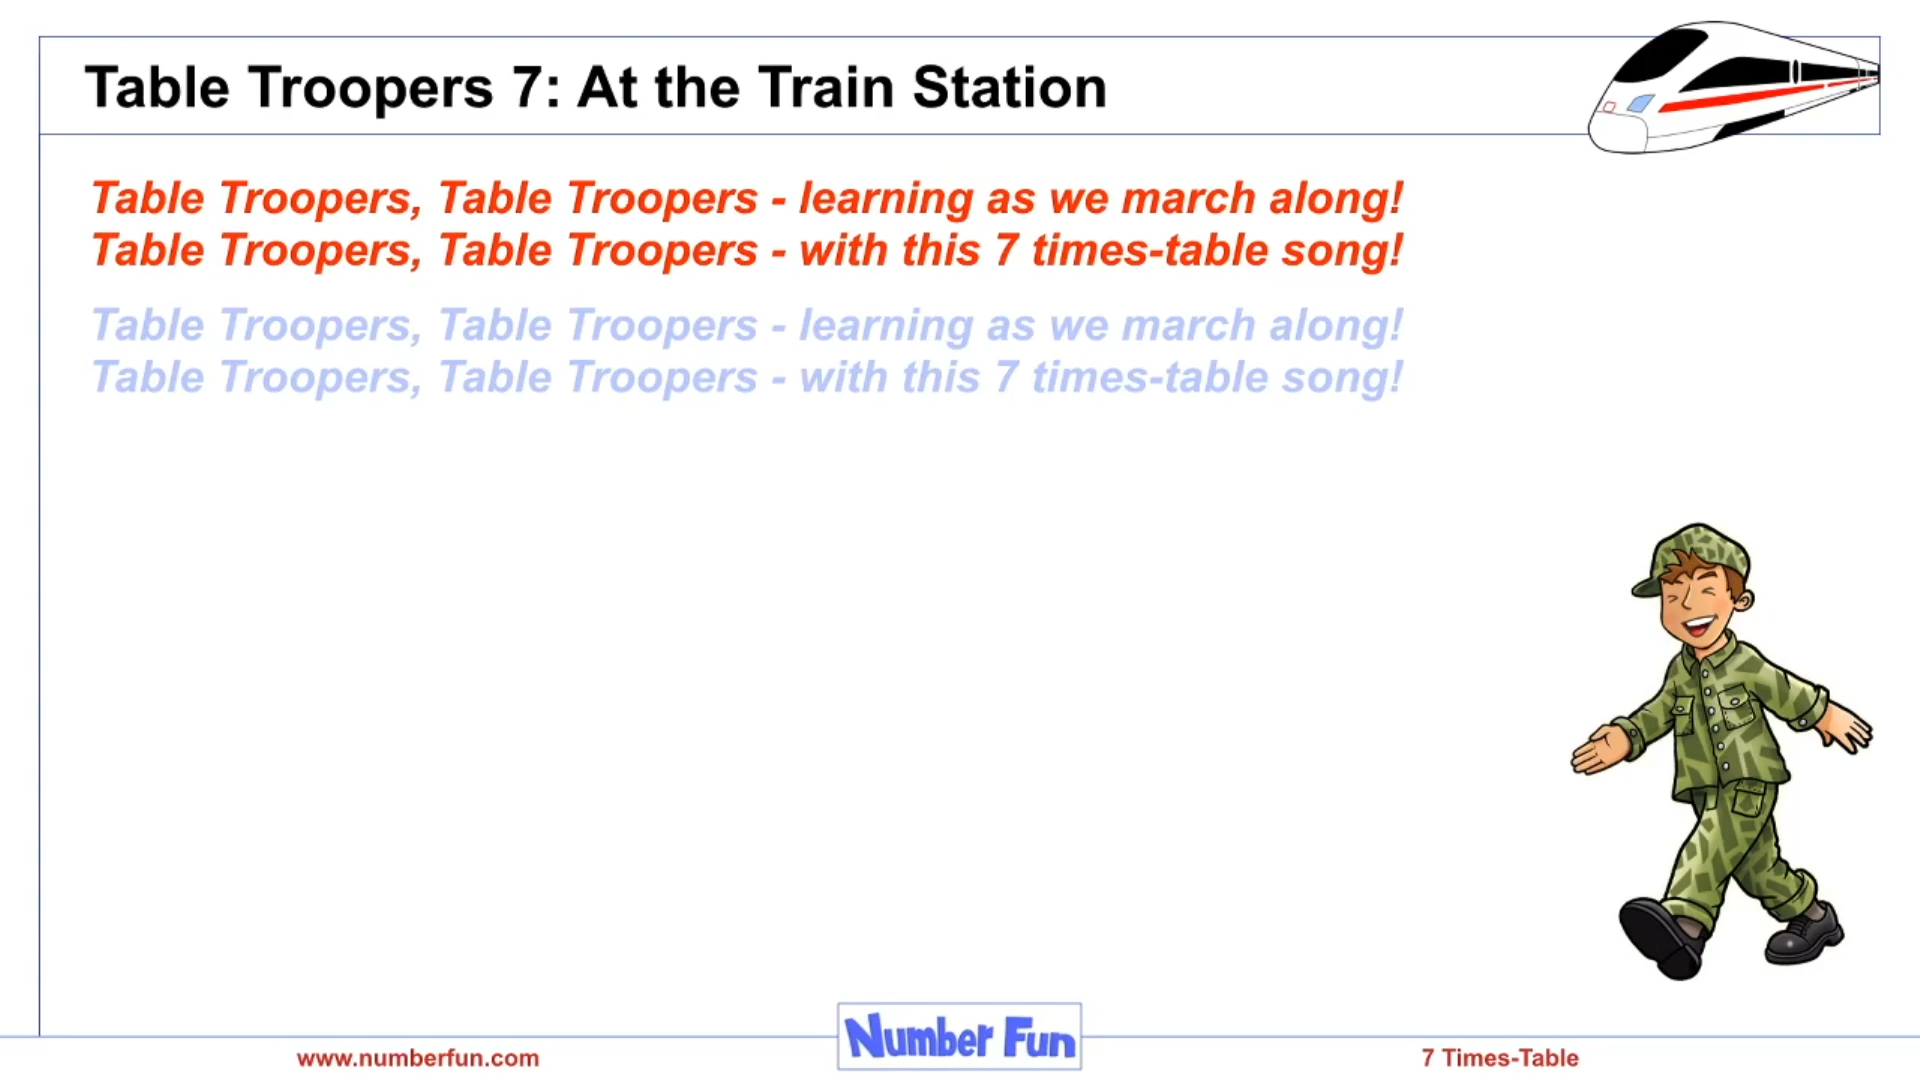 Table Troopers 7: At the Train Station
Table Troopers, Table Troopers - learning as we march along!
Table Troopers, Table Troopers - with this 7 times-table song!
Table Troopers, Table Troopers - learning as we march along!
Table Troopers, Table Troopers - with this 7 times-table song!
www.numberfun.com
Number Fun
7 Times-Table